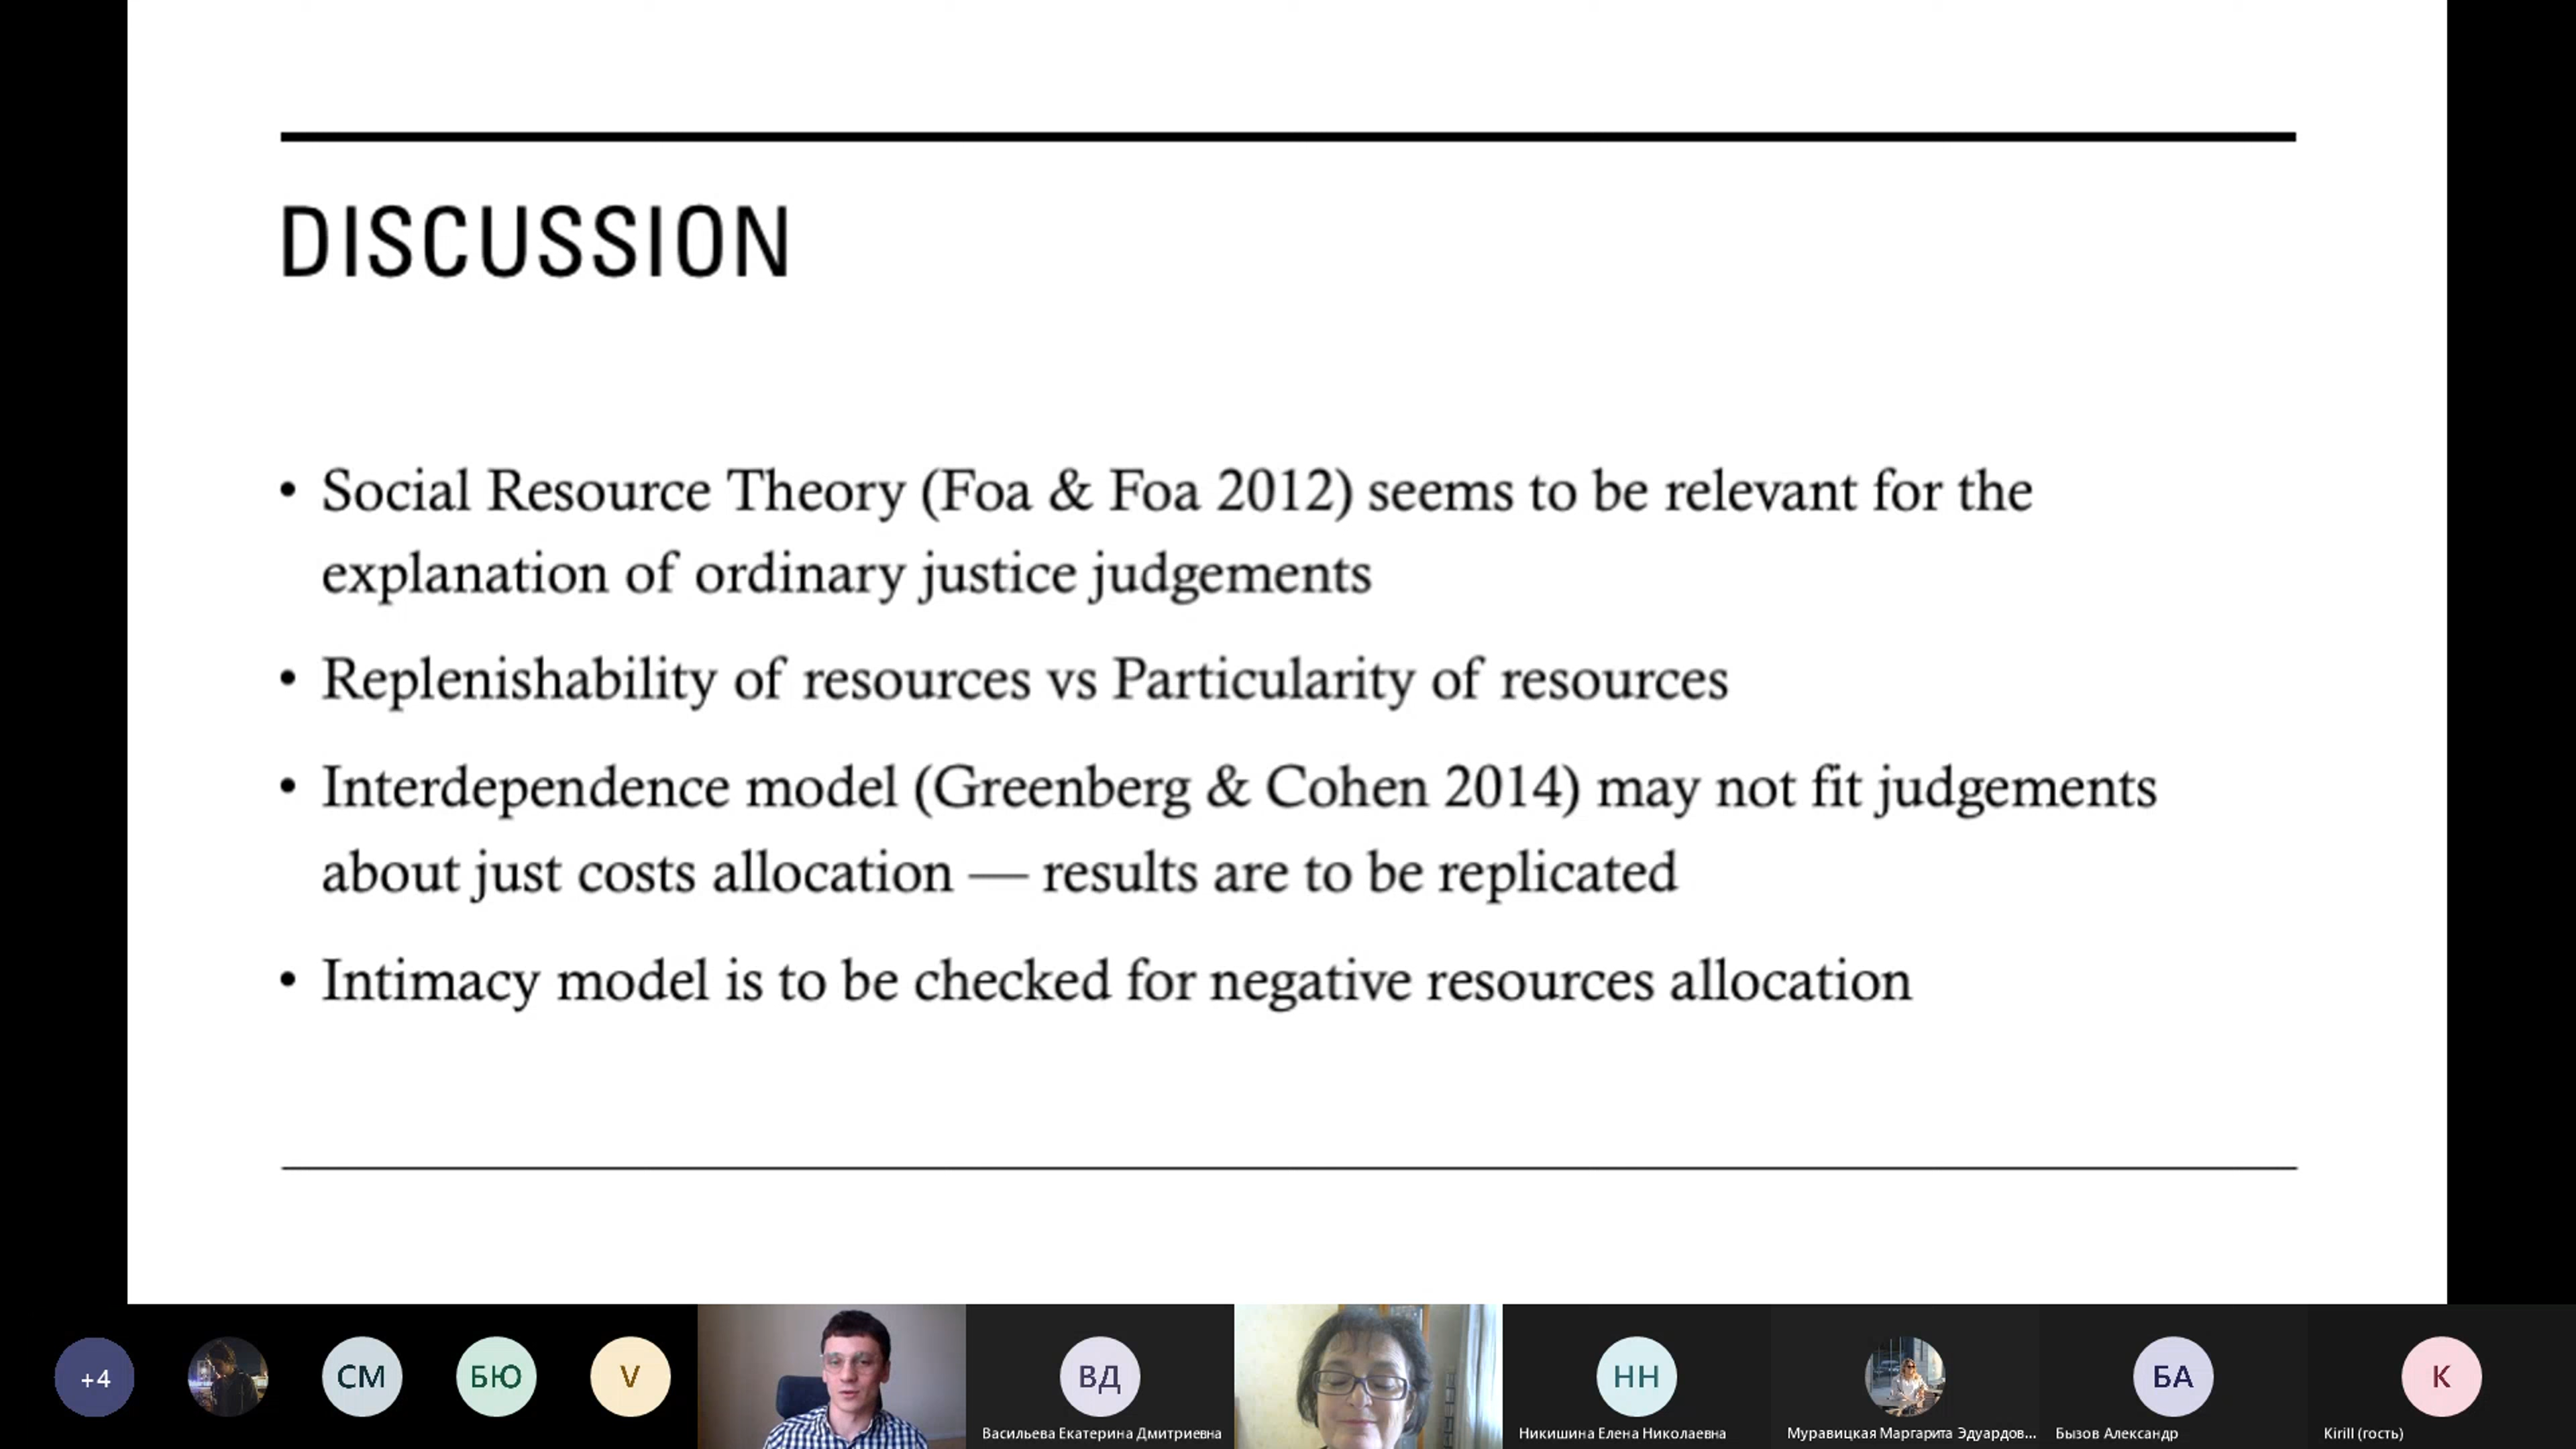 DISCUSSION
• Social Resource Theory (Foa & Foa 2012) seems to be relevant for the
explanation of ordinary justice judgements
• Replenishability of resources vs Particularity of resources
• Interdependence model (Greenberg & Cohen 2014) may not fit judgements
about just costs allocation — results are to be replicated
• Intimacy model is to be checked for negative resources allocation
+4
СМ
БЮ
V
ВД
НН
БА
K
Васильева Екатерина Дмитриевна
Никишина Елена Николаевна
Муравицкая Маргарита Эдуардов...
Бызов Александр
Kirill (гость)